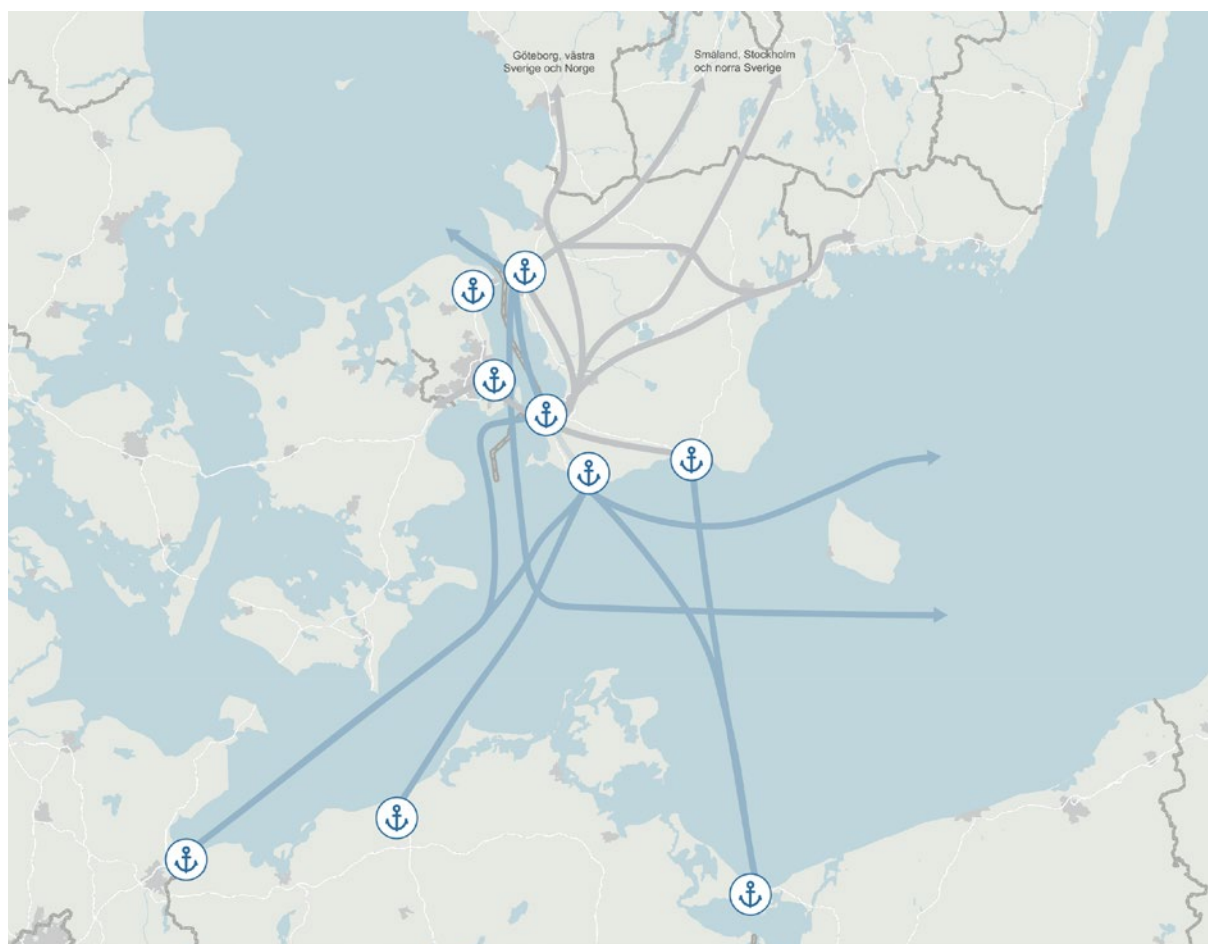 Göteborg, västra
Sverige och Norge
Småland, Stockholm
och norra Sverige